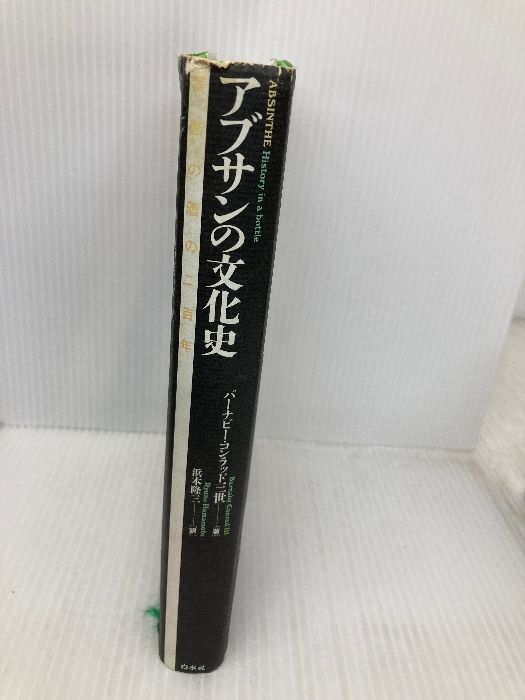 ABSINTHE History in a bottle
アブサンの文化史
禁断の酒の二百年
バーナビー・コンラッド三世――著
Barnaby Conrad III
浜本隆三――訳
Ryuzo Hamamoto
白水社